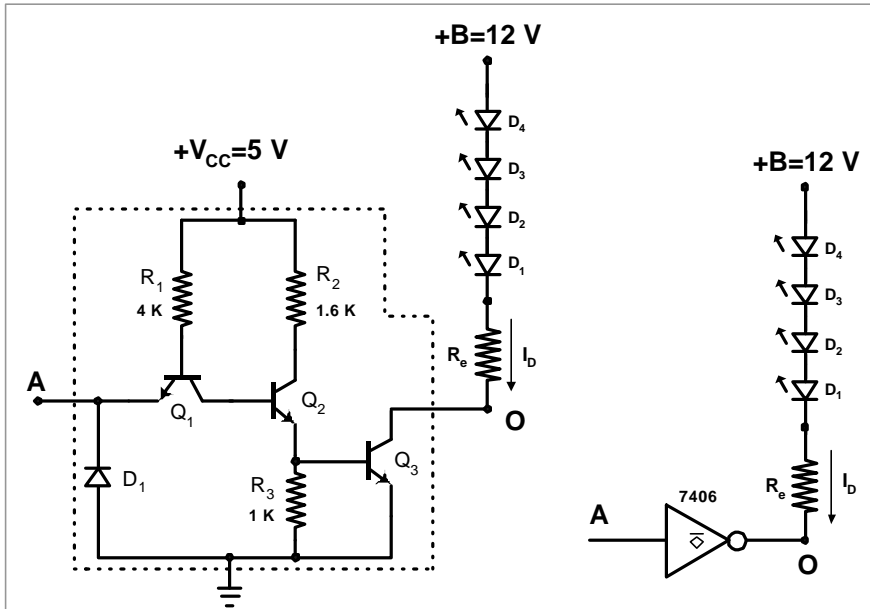 +B=12 V
D4
D3
D2
D1
+VCC=5 V
R1
4 K
R2
1.6 K
A
Q1
Q2
Q3
D1
R3
1 K
Re
ID
O
+B=12 V
D4
D3
D2
D1
Re
ID
7406
A
O